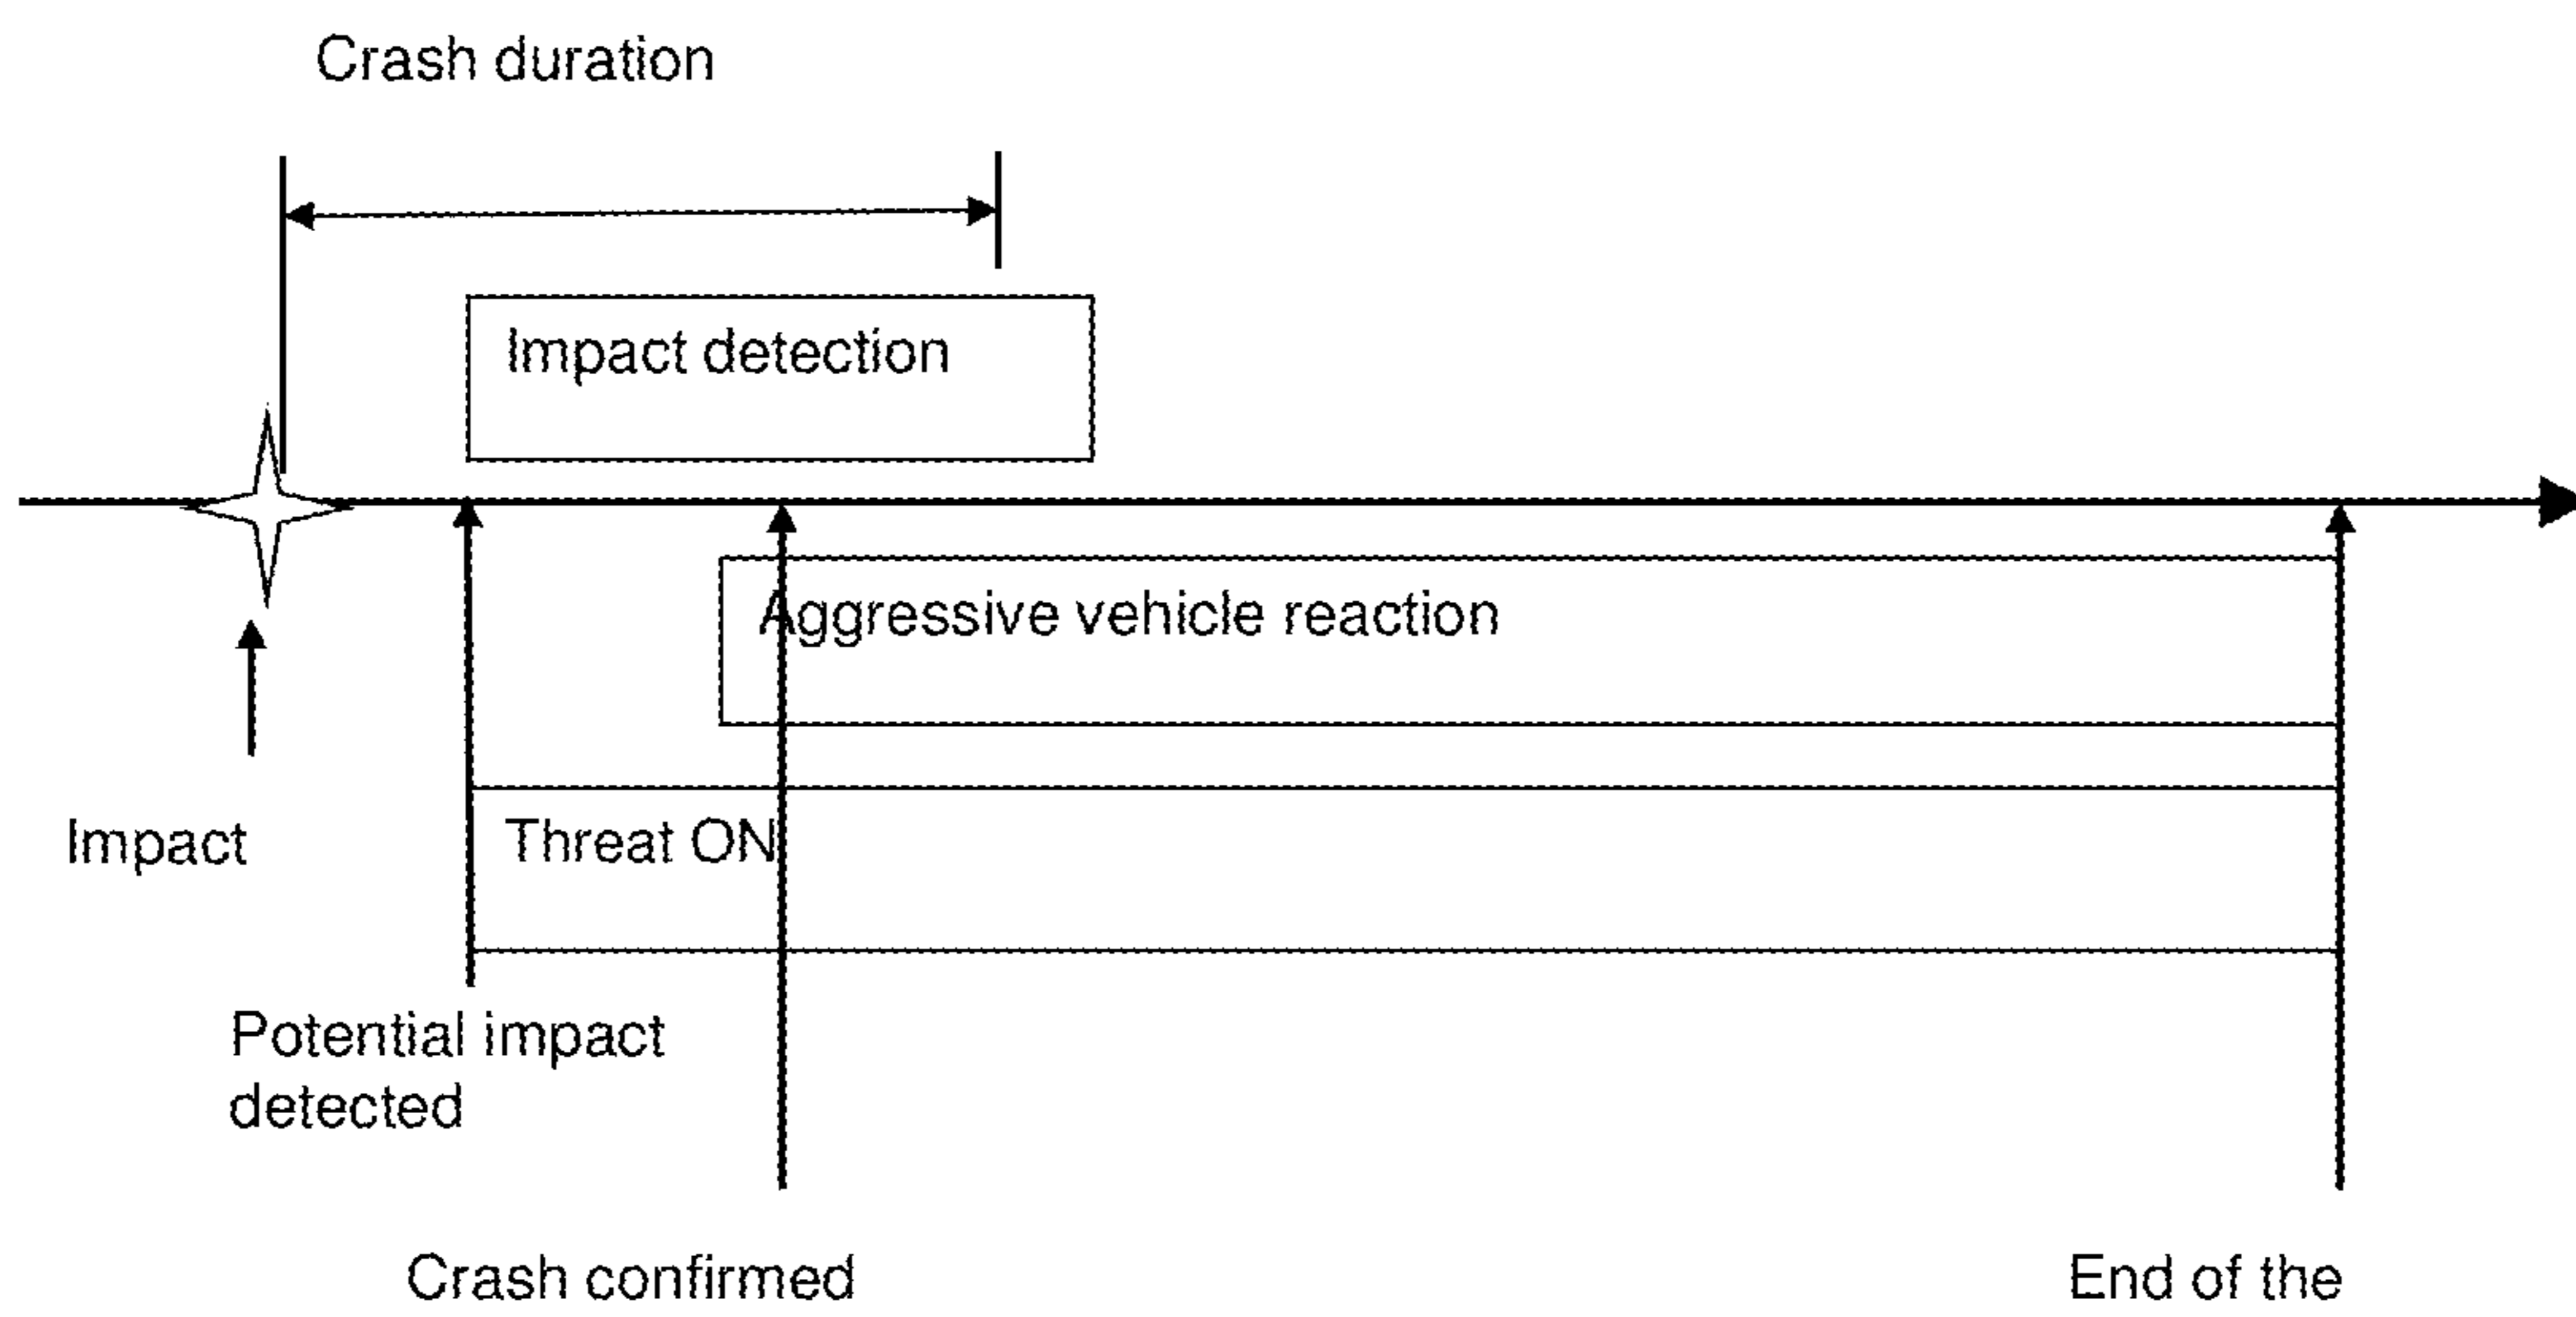 Crash duration
Impact detection
Aggressive vehicle reaction
Impact
Threat ON
Potential impact
detected
Crash confirmed
End of the